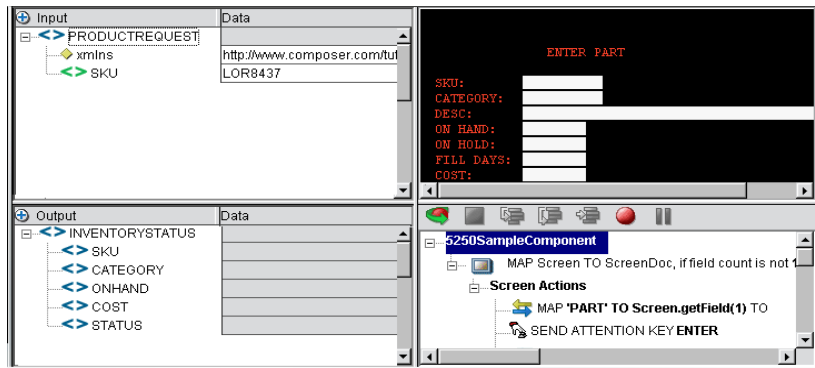 Input Data
PRODUCTREQUEST
xmlns http://www.composer.com/tut
SKU LOR8437
ENTER PART
SKU:
CATEGORY:
DESC:
ON HAND:
ON HOLD:
FILL DAYS:
COST:
Output Data
INVENTORYSTATUS
SKU
CATEGORY
ONHAND
COST
STATUS
5250SampleComponent
MAP Screen TO ScreenDoc, if field count is not 1
Screen Actions
MAP 'PART' TO Screen.getField(1) TO
SEND ATTENTION KEY ENTER